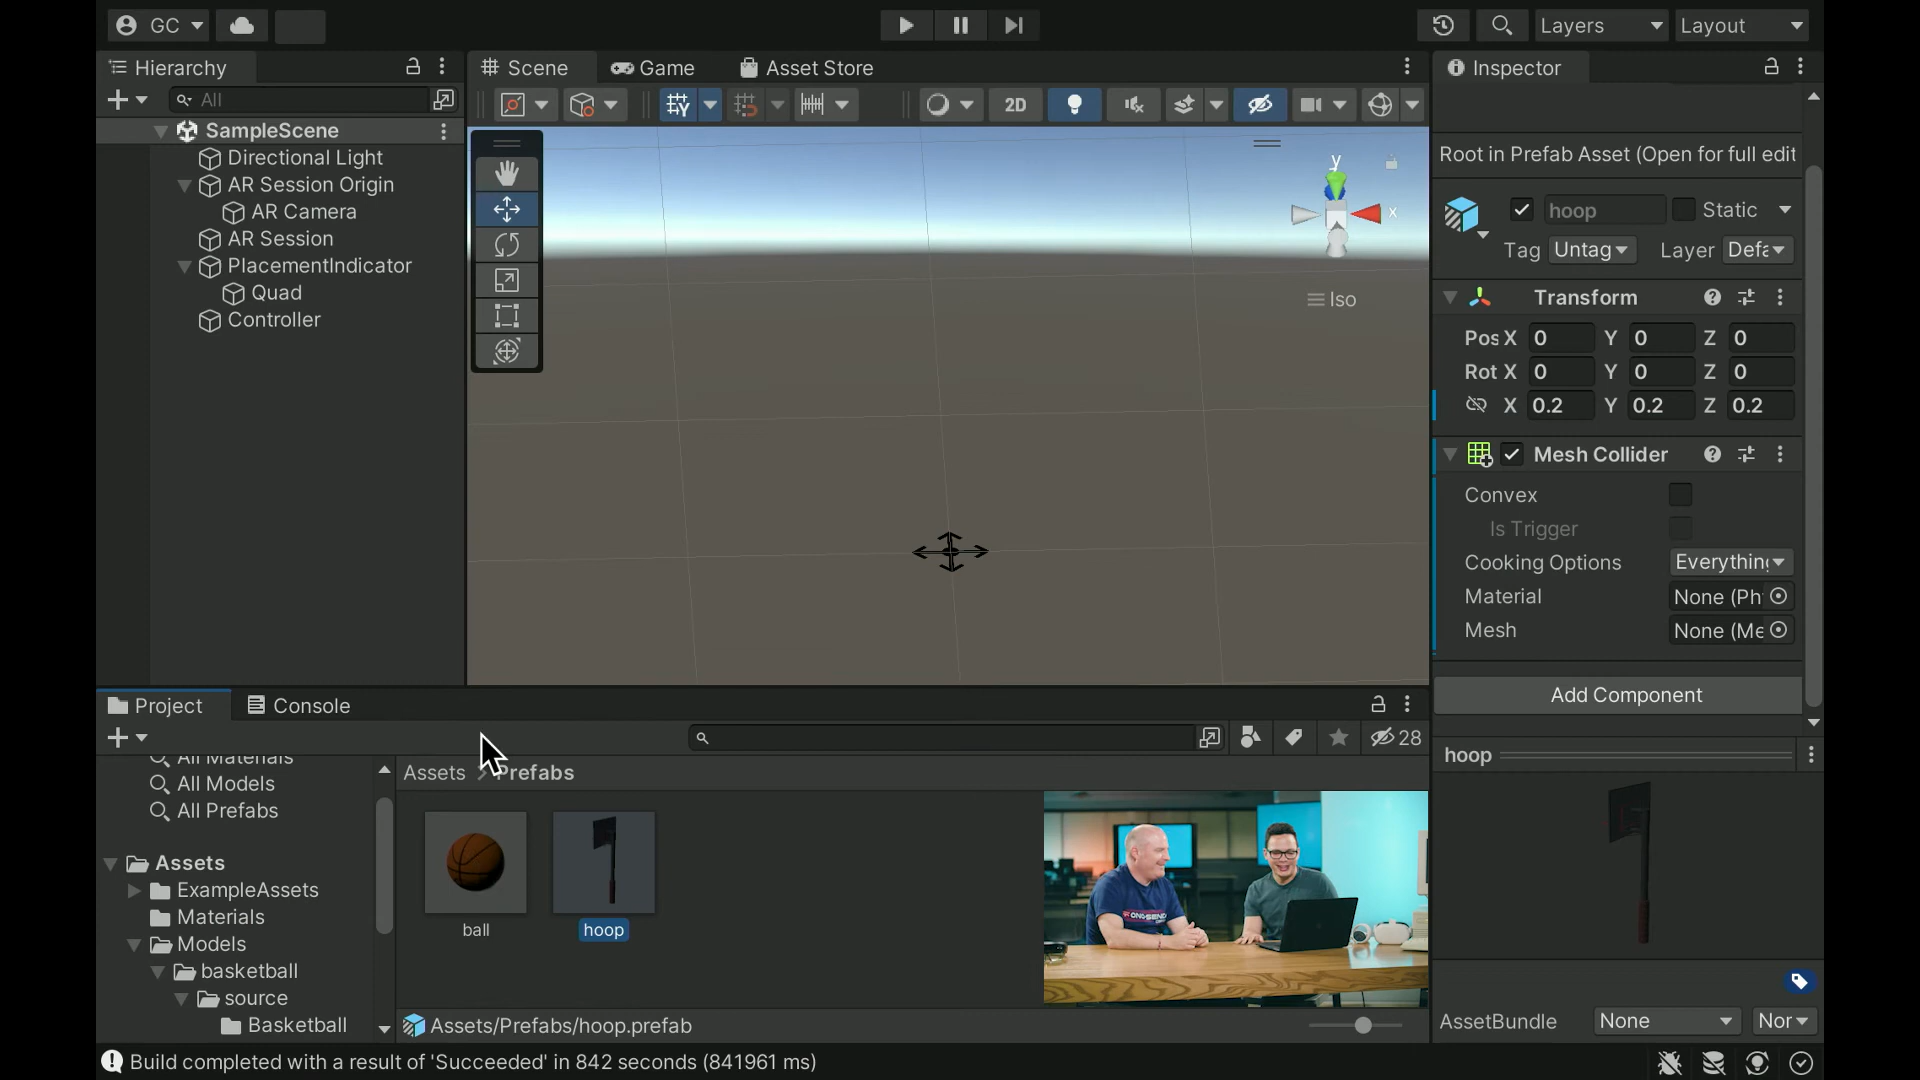 GC
Layers
Layout
Hierarchy
Scene
Game
Asset Store
Inspector
All
2D
SampleScene
Directional Light
AR Session Origin
AR Camera
AR Session
PlacementIndicator
Quad
Controller
y
x
Iso
Root in Prefab Asset (Open for full edit
hoop
Static
Tag
Untag
Layer
Defa
Transform
Pos X 0 Y 0 Z 0
Rot X 0 Y 0 Z 0
X 0.2 Y 0.2 Z 0.2
Mesh Collider
Convex
Is Trigger
Cooking Options
Everything
Material
None (Ph
Mesh
None (Me
Add Component
Project
Console
28
All Materials
All Models
All Prefabs
Assets
ExampleAssets
Materials
Models
basketball
source
Basketball
Assets > Prefabs
ball
hoop
Assets/Prefabs/hoop.prefab
hoop
AssetBundle
None
Nor
Build completed with a result of 'Succeeded' in 842 seconds (841961 ms)